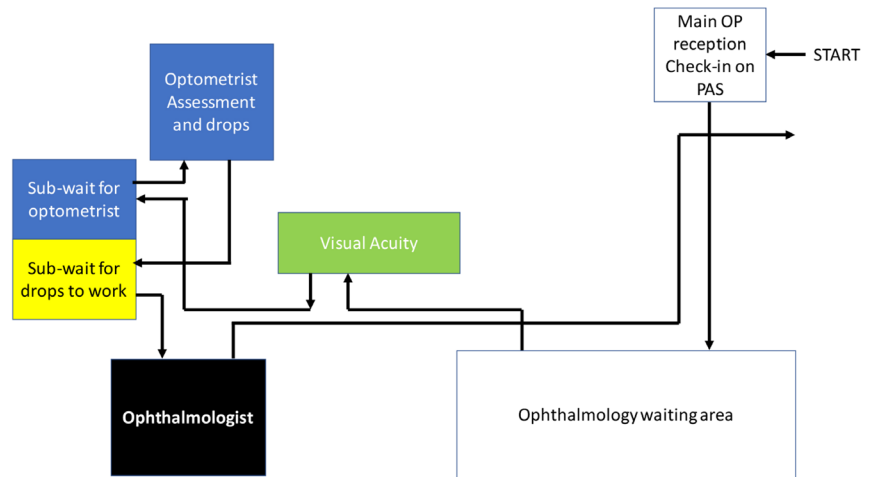 Main OP
reception
Check-in on
PAS
START
Optometrist
Assessment
and drops
Sub-wait for
optometrist
Visual Acuity
Sub-wait for
drops to work
Ophthalmologist
Ophthalmology waiting area